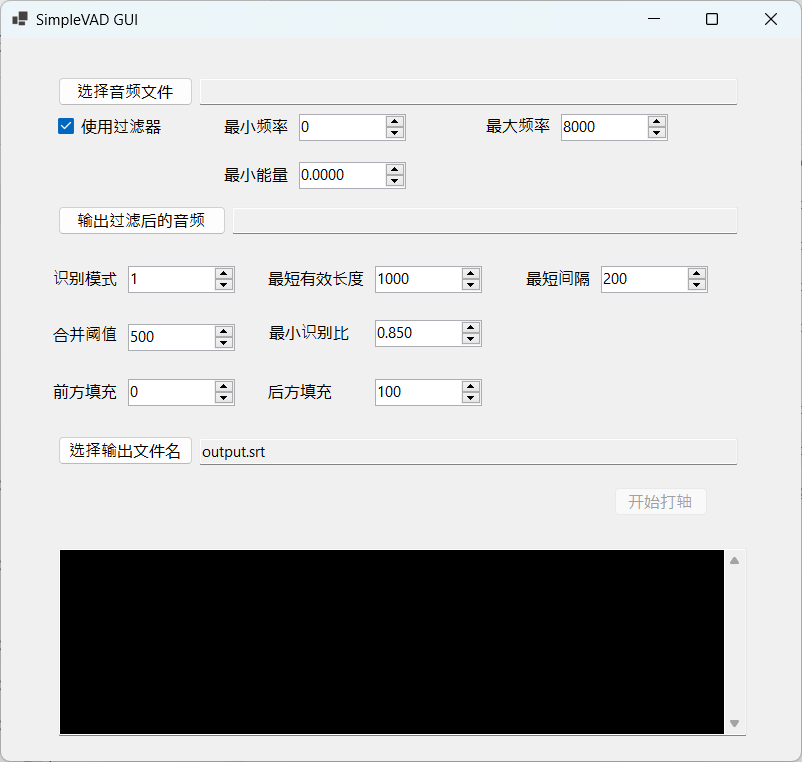 SimpleVAD GUI
选择音频文件
使用过滤器 最小频率 0 最大频率 8000
最小能量 0.0000
输出过滤后的音频
识别模式 1 最短有效长度 1000 最短间隔 200
合并阈值 500 最小识别比 0.850
前方填充 0 后方填充 100
选择输出文件名 output.srt
开始打轴